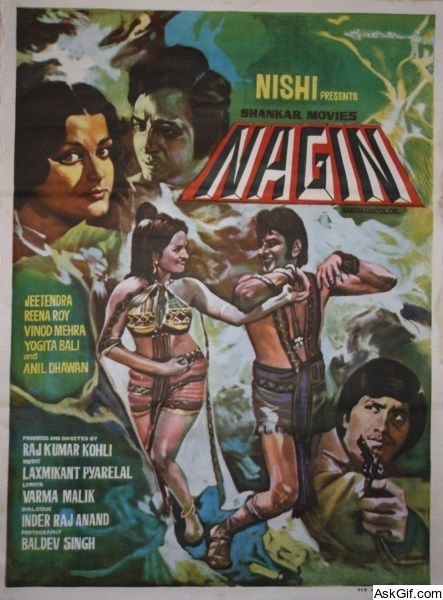 NISHI
PRESENTS
SHANKAR MOVIES
NAGIN
EASTMANCOLOR
JEETENDRA
REENA ROY
VINOD MEHRA
YOGITA BALI
and
ANIL DHAWAN
PRODUCED AND DIRECTED BY
RAJ KUMAR KOHLI
MUSIC
LAXMIKANT PYARELAL
LYRICS
VARMA MALIK
DIALOGUE
INDER RAJ ANAND
PHOTOGRAPHY
BALDEV SINGH
AskGif.com